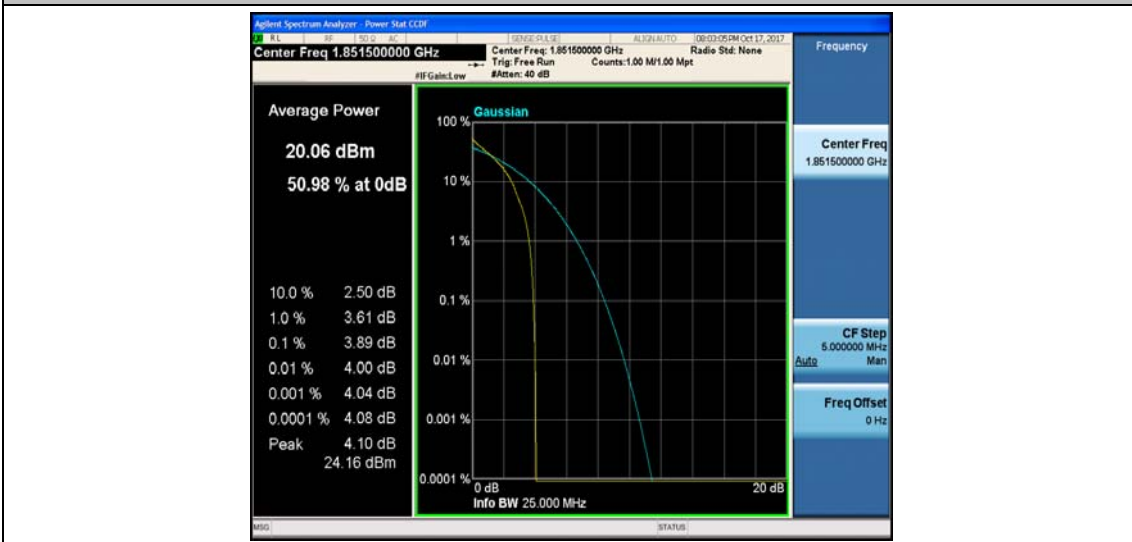 Agilent Spectrum Analyzer - Power Stat CCDF
RL RF 50 Ω AC SENSE:PULSE ALIGN AUTO 08:03:05 PM Oct 17, 2017
Center Freq 1.851500000 GHz
Center Freq: 1.851500000 GHz Radio Std: None
Trig: Free Run Counts:1.00 M/1.00 Mpt
#IFGain:Low #Atten: 40 dB
Frequency
Average Power
20.06 dBm
50.98 % at 0dB
10.0 % 2.50 dB
1.0 % 3.61 dB
0.1 % 3.89 dB
0.01 % 4.00 dB
0.001 % 4.04 dB
0.0001 % 4.08 dB
Peak 4.10 dB
24.16 dBm
Gaussian
100 %
10 %
1 %
0.1 %
0.01 %
0.001 %
0.0001 %
0 dB 20 dB
Info BW 25.000 MHz
Center Freq
1.851500000 GHz
CF Step
5.000000 MHz
Auto Man
Freq Offset
0 Hz
MSG STATUS